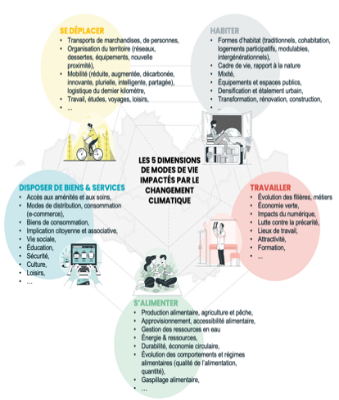 SE DÉPLACER
• Transports de marchandises, de personnes,
• Organisation du territoire (réseaux,
dessertes, équipements, nouvelle
proximité),
• Mobilité (réduite, augmentée, décarbonée,
innovante, plurielle, intelligente, partagée),
logistique du dernier kilomètre,
• Travail, études, voyages, loisirs,
• ...
HABITER
• Formes d'habitat (traditionnels, cohabitation,
logements participatifs, modulables,
intergénérationnels),
• Cadre de vie, rapport à la nature
• Mixité,
• Équipements et espaces publics,
• Densification et étalement urbain,
• Transformation, rénovation, construction,
• ..
LES 5 DIMENSIONS
DE MODES DE VIE
IMPACTÉS PAR LE
CHANGEMENT
CLIMATIQUE
DISPOSER DE BIENS & SERVICES
• Accès aux aménités et aux soins,
• Modes de distribution, consommation
(e-commerce),
• Biens de consommation,
• Implication citoyenne et associative,
• Vie sociale,
• Éducation,
• Sécurité,
• Culture,
• Loisirs,
• ...
TRAVAILLER
• Évolution des filières, métiers
• Économie verte,
• Impacts du numérique,
• Lutte contre la précarité,
• Lieux de travail,
• Attractivité,
• Formation,
• ...
S'ALIMENTER
• Production alimentaire, agriculture et pêche,
• Approvisionnement, accessibilité alimentaire,
• Gestion des ressources en eau
• Énergie & ressources,
• Durabilité, économie circulaire,
• Évolution des comportements et régimes
alimentaires (qualité de l'alimentation,
quantité),
• Gaspillage alimentaire,
• ...